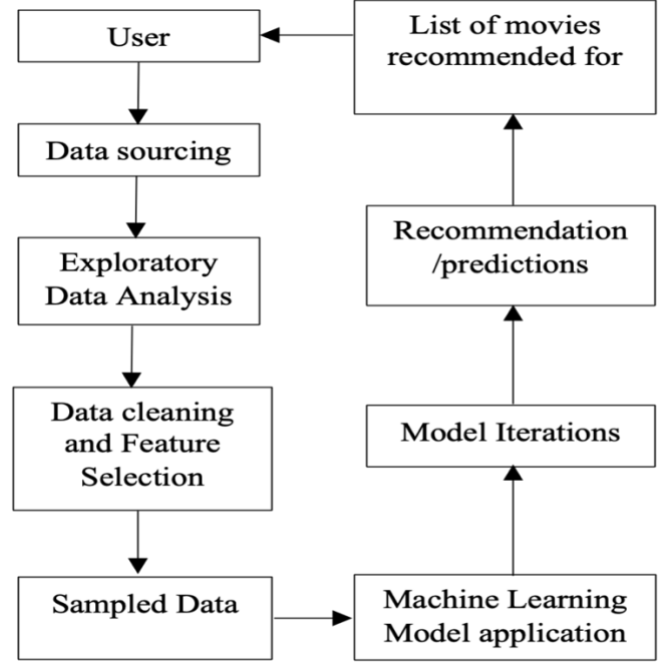 User
Data sourcing
Exploratory
Data Analysis
Data cleaning
and Feature
Selection
Sampled Data
Machine Learning
Model application
Model Iterations
Recommendation
/predictions
List of movies
recommended for